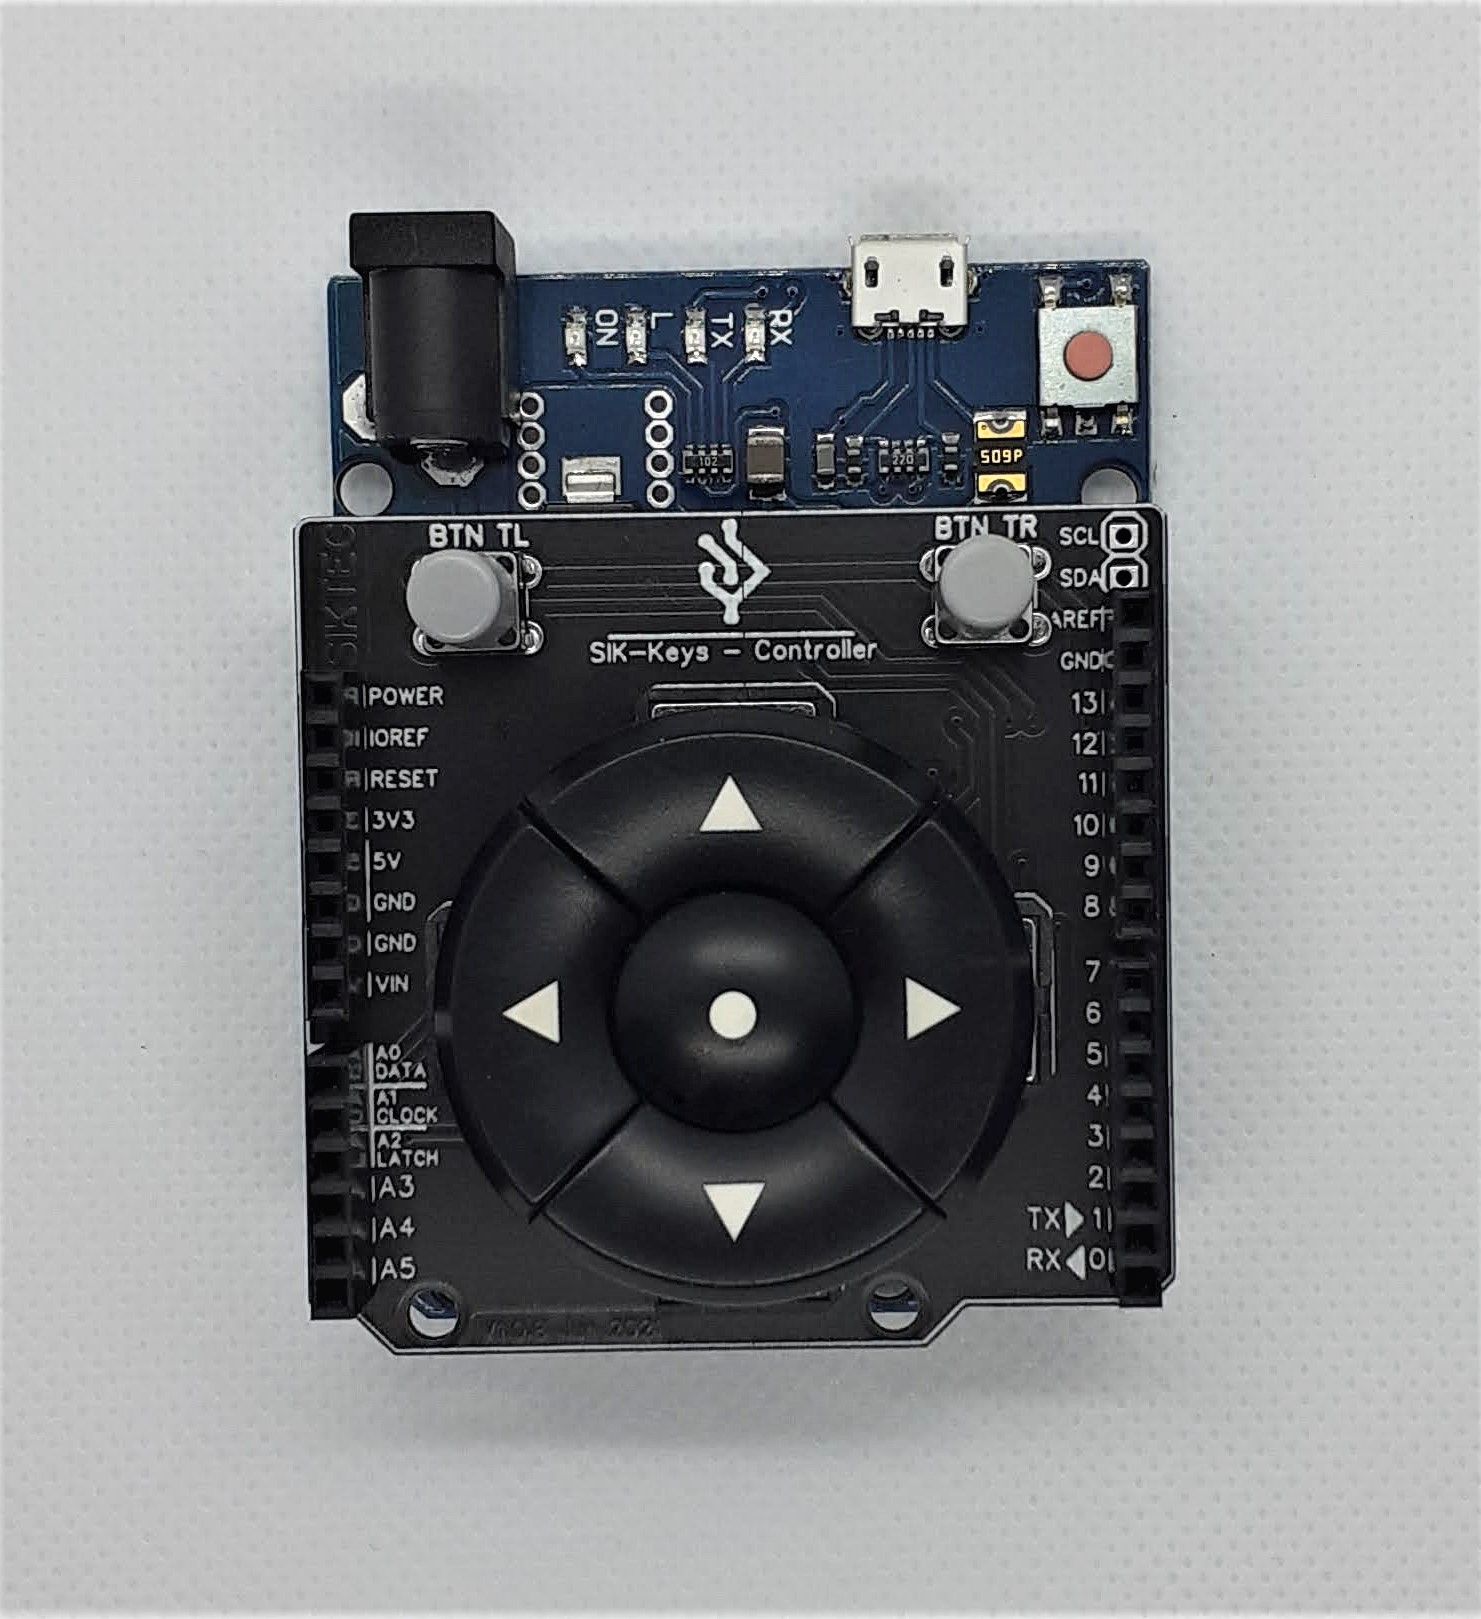 ON
L
TX
RX
102
220
509P
BTN TL
BTN TR
SCL
SDA
AREF
GND
SIKTEC
SIK-Keys - Controller
POWER
IOREF
RESET
3V3
5V
GND
GND
VIN
A0
DATA
A1
CLOCK
A2
LATCH
A3
A4
A5
13
12
11
10
9
8
7
6
5
4
3
2
TX 1
RX 0